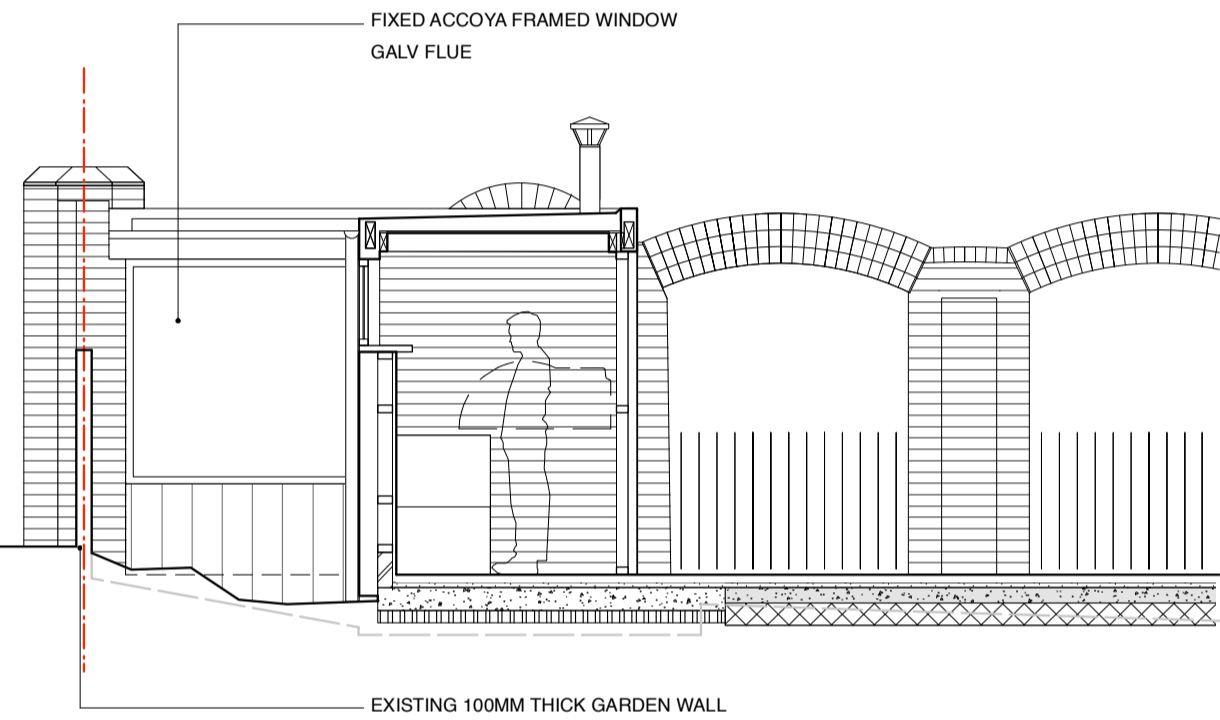 FIXED ACCOYA FRAMED WINDOW
GALV FLUE
EXISTING 100MM THICK GARDEN WALL